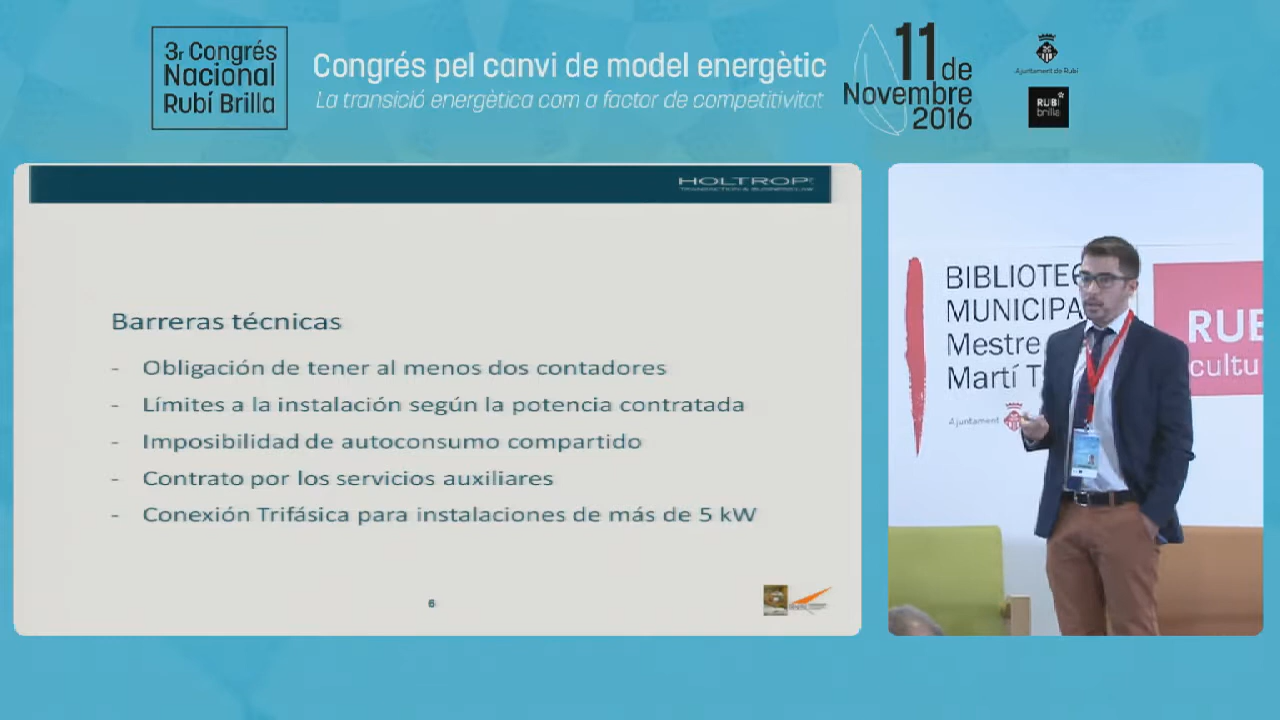 3r Congrés
Nacional
Rubí Brilla
Congrés pel canvi de model energètic
La transició energètica com a factor de competitivitat
11 de
Novembre
2016
Ajuntament de Rubí
RUBÍ
brilla
HOLTROP
TRANSACTION & BUSINESS LAW
Barreras técnicas
- Obligación de tener al menos dos contadores
- Límites a la instalación según la potencia contratada
- Imposibilidad de autoconsumo compartido
- Contrato por los servicios auxiliares
- Conexión Trifásica para instalaciones de más de 5 kW
6
BIBLIOTEC
MUNICIPA
Mestre
Martí T
Ajuntament
RUB
cultu